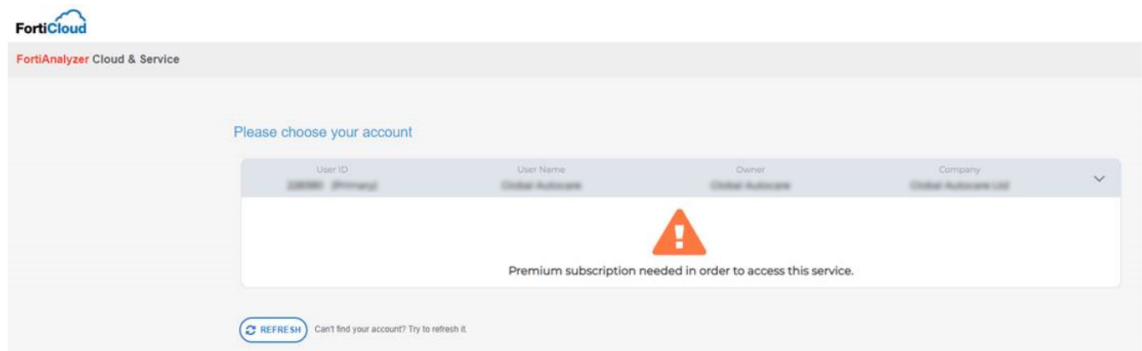 FortiCloud
FortiAnalyzer Cloud & Service
Please choose your account
User ID User Name Owner Company
Premium subscription needed in order to access this service.
REFRESH Can't find your account? Try to refresh it.